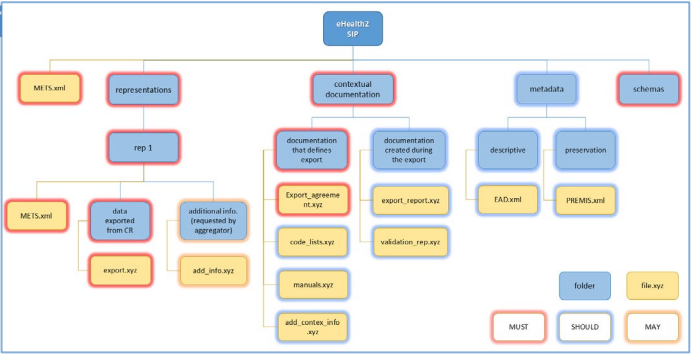 eHealth2
SIP
METS.xml
representations
contextual
documentation
metadata
schemas
rep 1
documentation
that defines
export
documentation
created during
the export
descriptive
preservation
METS.xml
data
exported
from CR
additional info.
(requested by
aggregator)
Export_agreeme
nt.xyz
export_report.xyz
EAD.xml
PREMIS.xml
export.xyz
add_info.xyz
code_lists.xyz
validation_rep.xyz
manuals.xyz
folder
file.xyz
add_contex_info
.xyz
MUST
SHOULD
MAY